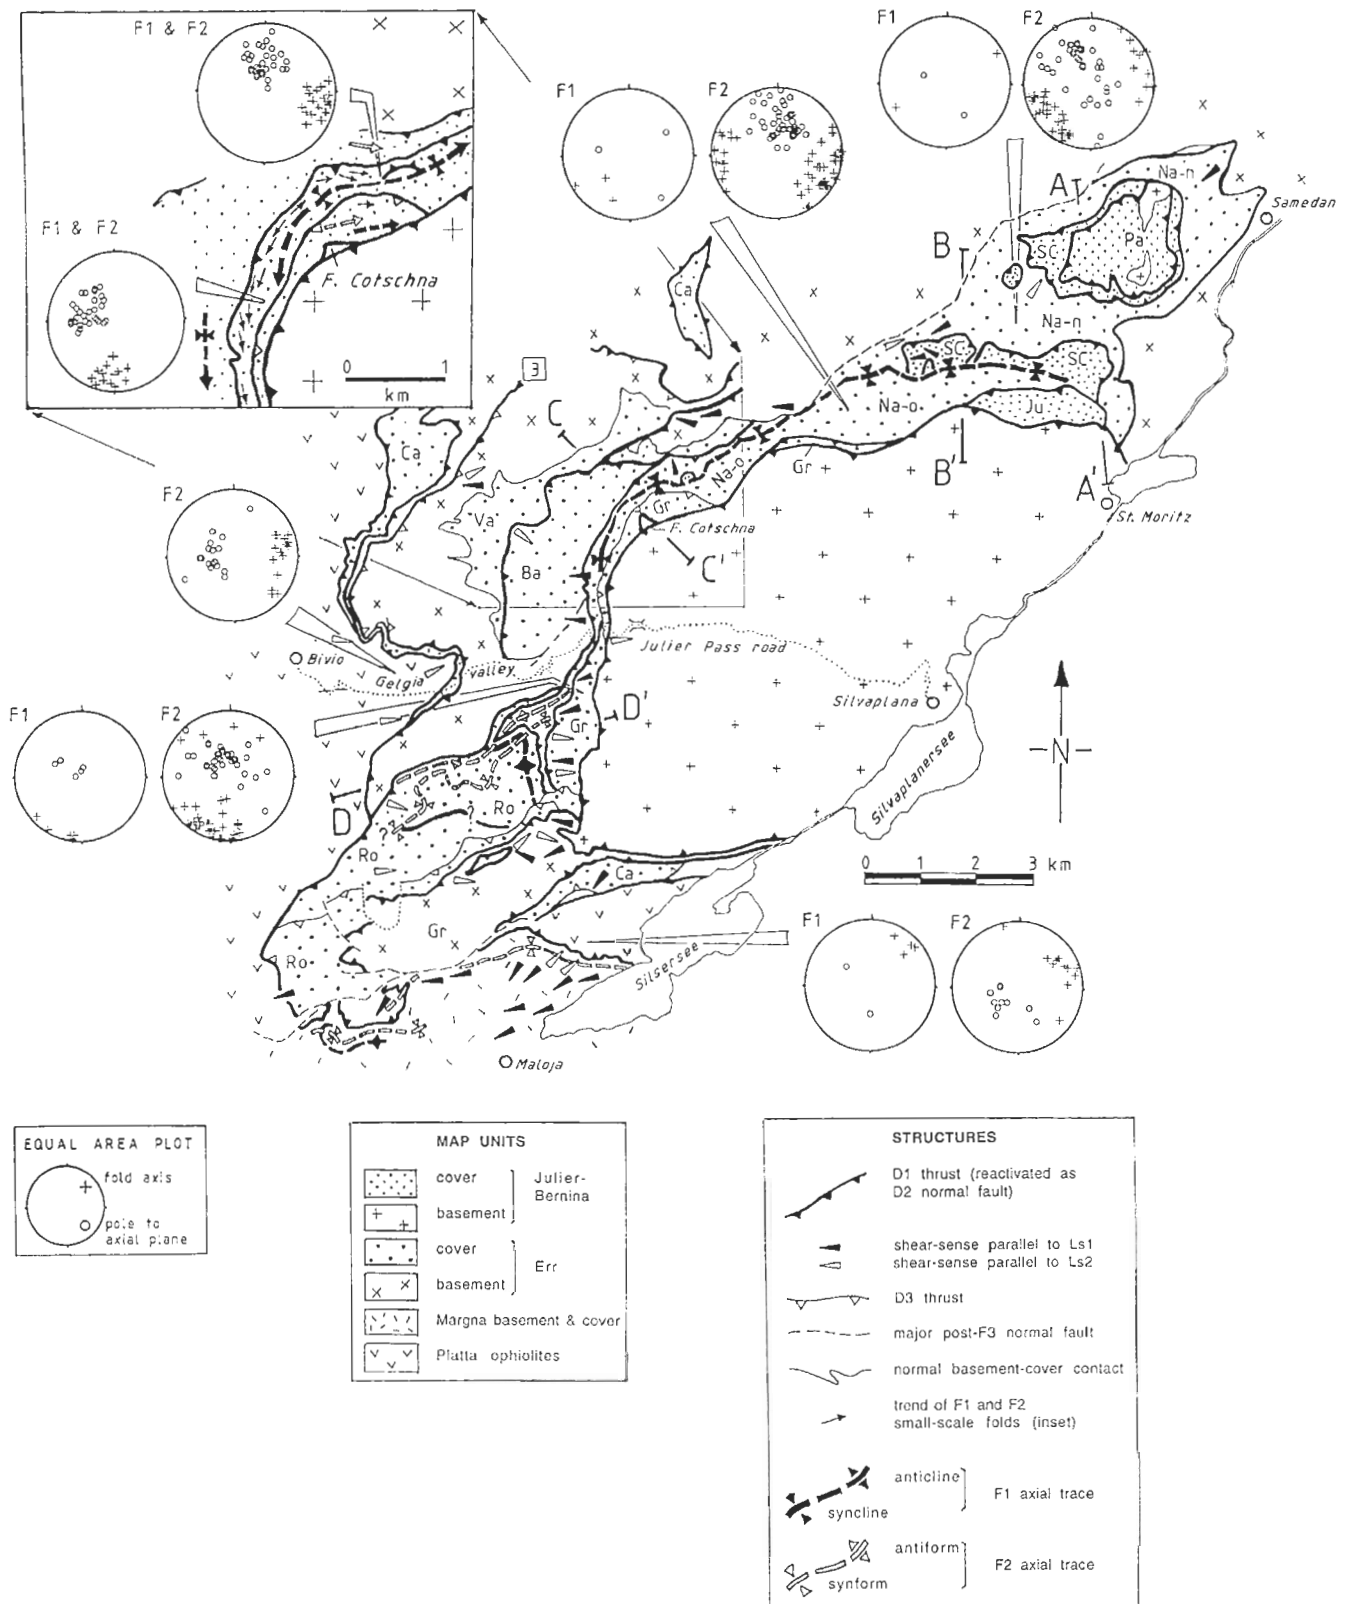 F1 & F2
F1 & F2
F. Cotschna
0 1
km
F1
F2
F1
F2
A
Na-n
Samedan
B
SC
Pa
Ca
Na-n
3
SC
SC
C
Na-o
Ju
Ca
B'
A'
Gr
Na-o
St. Moritz
F2
Va
Gr
F. Cotschna
C'
Ba
Bivio
Gelgia
valley
Julier Pass road
Silvaplana
F1
F2
D'
Gr
N
Silvaplanersee
D
Ro
? ?
?
Ro
0 1 2 3 km
Ca
Gr
F1
F2
Ro
Silsersee
Maloja
EQUAL AREA PLOT
fold axis
pole to
axial plane
MAP UNITS
cover
basement
Julier-
Bernina
cover
basement
Err
Margna basement & cover
Platta ophiolites
STRUCTURES
D1 thrust (reactivated as
D2 normal fault)
shear-sense parallel to Ls1
shear-sense parallel to Ls2
D3 thrust
major post-F3 normal fault
normal basement-cover contact
trend of F1 and F2
small-scale folds (inset)
anticline
syncline
F1 axial trace
antiform
synform
F2 axial trace